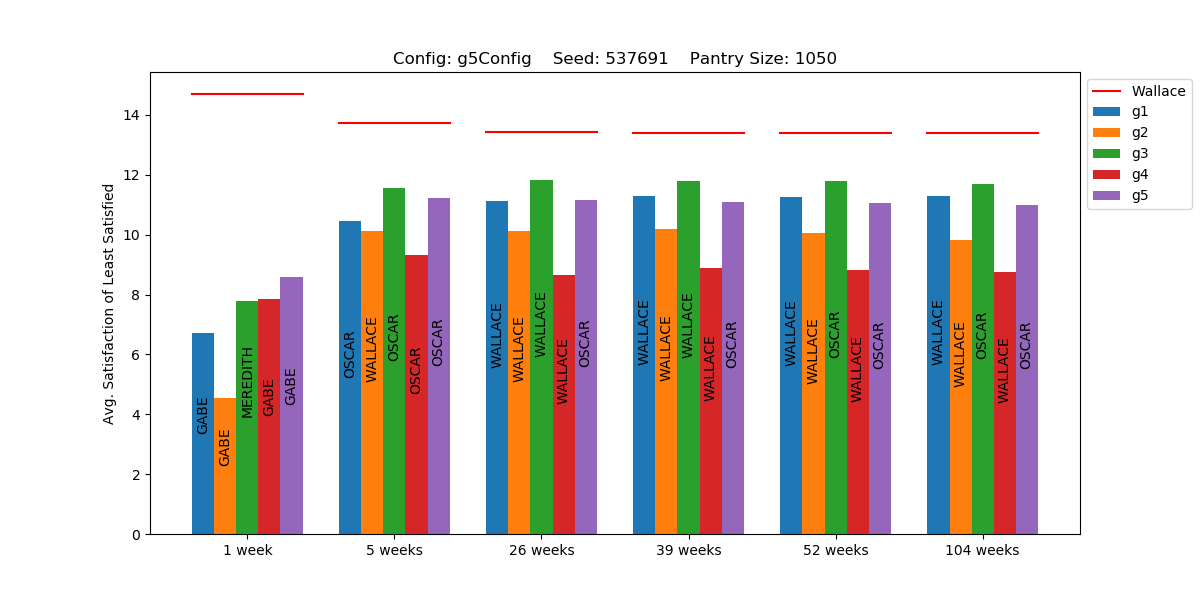 Config: g5Config    Seed: 537691    Pantry Size: 1050
Avg. Satisfaction of Least Satisfied
14
12
10
8
6
4
2
0
GABE
GABE
MEREDITH
GABE
GABE
OSCAR
WALLACE
OSCAR
OSCAR
OSCAR
WALLACE
WALLACE
WALLACE
WALLACE
OSCAR
WALLACE
WALLACE
WALLACE
WALLACE
OSCAR
WALLACE
WALLACE
OSCAR
WALLACE
OSCAR
WALLACE
WALLACE
OSCAR
WALLACE
OSCAR
1 week
5 weeks
26 weeks
39 weeks
52 weeks
104 weeks
Wallace
g1
g2
g3
g4
g5